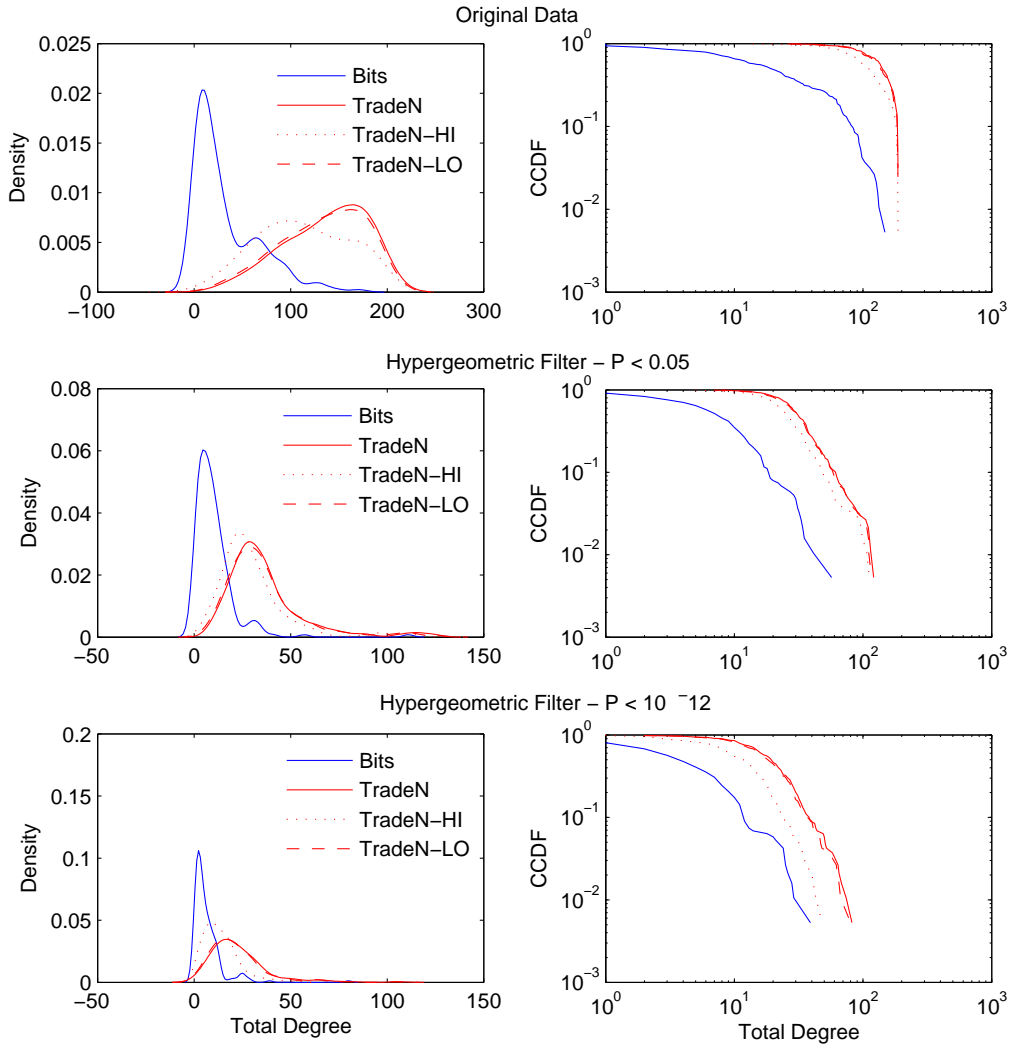 Original Data
0.025
0.02
0.015
0.01
0.005
0
Density
−100
0
100
200
300
Bits
TradeN
TradeN−HI
TradeN−LO
10^0
10^−1
10^−2
10^−3
CCDF
10^0
10^1
10^2
10^3
Hypergeometric Filter − P < 0.05
0.08
0.06
0.04
0.02
0
Density
−50
0
50
100
150
Bits
TradeN
TradeN−HI
TradeN−LO
10^0
10^−1
10^−2
10^−3
CCDF
10^0
10^1
10^2
10^3
Hypergeometric Filter − P < 10 ^−12
0.2
0.15
0.1
0.05
0
Density
−50
0
50
100
150
Total Degree
Bits
TradeN
TradeN−HI
TradeN−LO
10^0
10^−1
10^−2
10^−3
CCDF
10^0
10^1
10^2
10^3
Total Degree